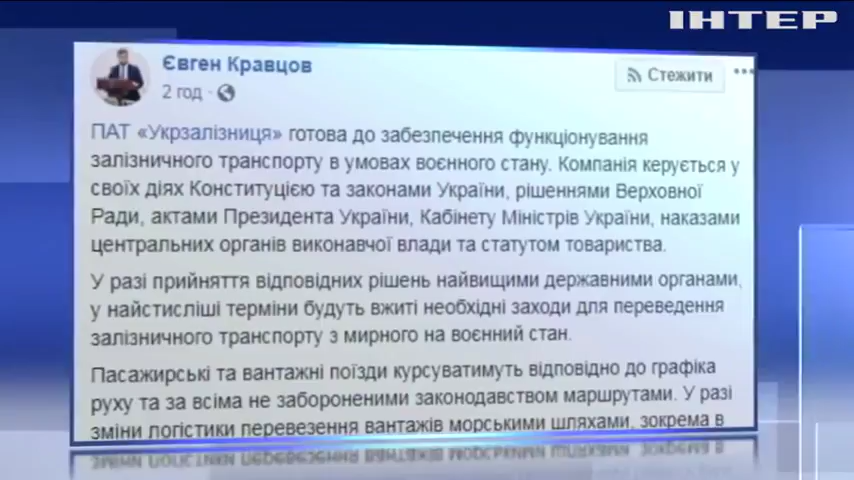 ІНТЕР
Євген Кравцов
2 год
Стежити
ПАТ «Укрзалізниця» готова до забезпечення функціонування
залізничного транспорту в умовах воєнного стану. Компанія керується у
своїх діях Конституцією та законами України, рішеннями Верховної
Ради, актами Президента України, Кабінету Міністрів України, наказами
центральних органів виконавчої влади та статутом товариства.
У разі прийняття відповідних рішень найвищими державними органами,
у найстисліші терміни будуть вжиті необхідні заходи для переведення
залізничного транспорту з мирного на воєнний стан.
Пасажирські та вантажні поїзди курсуватимуть відповідно до графіка
руху та за всіма не забороненими законодавством маршрутами. У разі
зміни логістики перевезення вантажів морськими шляхами, зокрема в